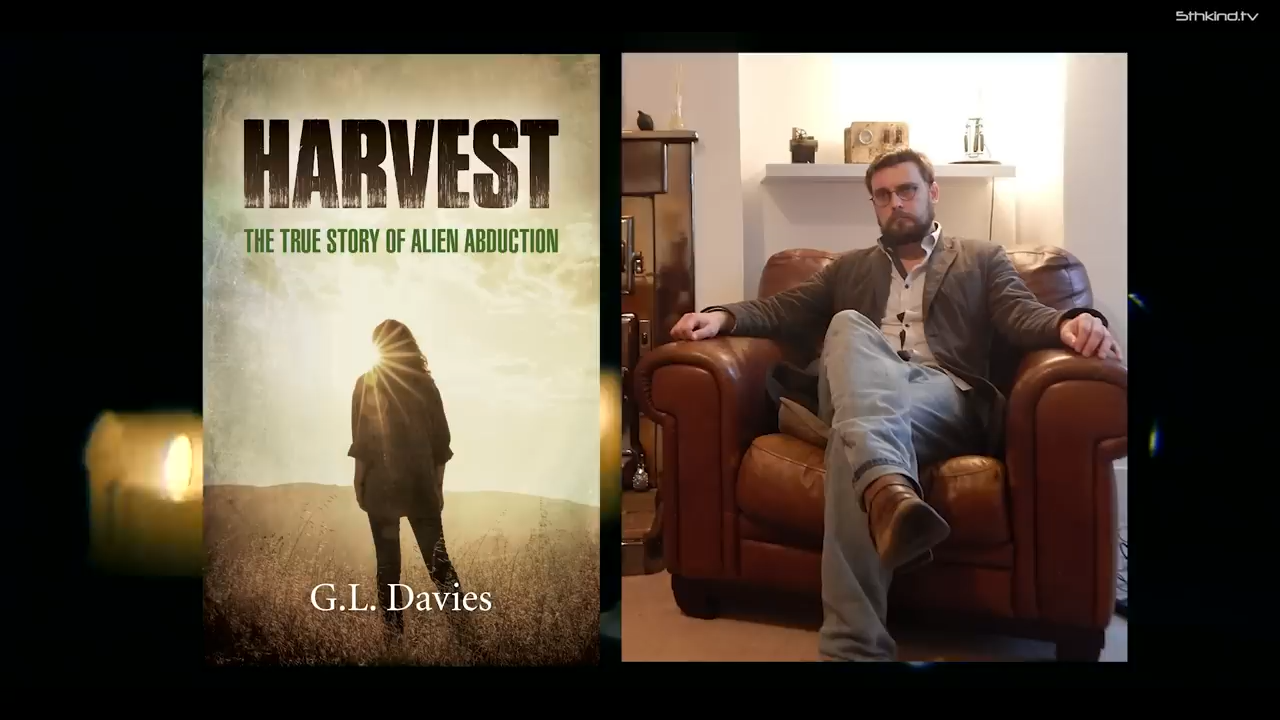 5thkind.tv
HARVEST
THE TRUE STORY OF ALIEN ABDUCTION
G.L. Davies